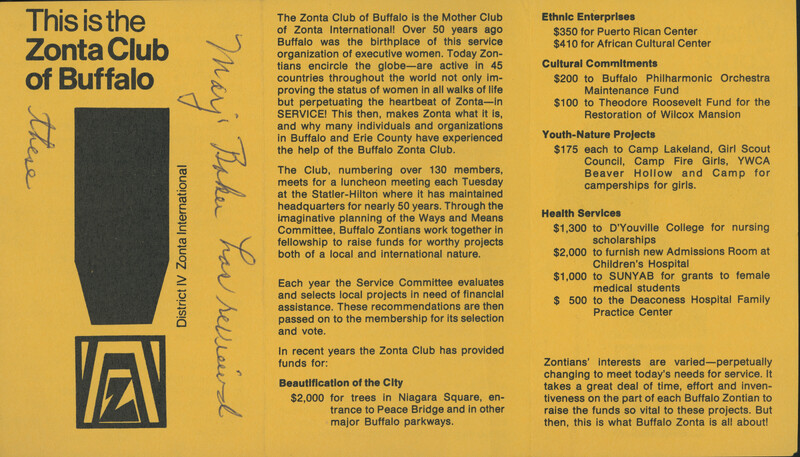 This is the
Zonta Club
of Buffalo
District IV Zonta International
Marj. Baker has reviewed
these
The Zonta Club of Buffalo is the Mother Club
of Zonta International! Over 50 years ago
Buffalo was the birthplace of this service
organization of executive women. Today Zon-
tians encircle the globe—are active in 45
countries throughout the world not only im-
proving the status of women in all walks of life
but perpetuating the heartbeat of Zonta—in
SERVICE! This then, makes Zonta what it is,
and why many individuals and organizations
in Buffalo and Erie County have experienced
the help of the Buffalo Zonta Club.
The Club, numbering over 130 members,
meets for a luncheon meeting each Tuesday
at the Statler-Hilton where it has maintained
headquarters for nearly 50 years. Through the
imaginative planning of the Ways and Means
Committee, Buffalo Zontians work together in
fellowship to raise funds for worthy projects
both of a local and international nature.
Each year the Service Committee evaluates
and selects local projects in need of financial
assistance. These recommendations are then
passed on to the membership for its selection
and vote.
In recent years the Zonta Club has provided
funds for:
Beautification of the City
$2,000 for trees in Niagara Square, en-
trance to Peace Bridge and in other
major Buffalo parkways.
Ethnic Enterprises
$350 for Puerto Rican Center
$410 for African Cultural Center
Cultural Commitments
$200 to Buffalo Philharmonic Orchestra
Maintenance Fund
$100 to Theodore Roosevelt Fund for the
Restoration of Wilcox Mansion
Youth-Nature Projects
$175 each to Camp Lakeland, Girl Scout
Council, Camp Fire Girls, YWCA
Beaver Hollow and Camp for
camperships for girls.
Health Services
$1,300 to D'Youville College for nursing
scholarships
$2,000 to furnish new Admissions Room at
Children's Hospital
$1,000 to SUNYAB for grants to female
medical students
$ 500 to the Deaconess Hospital Family
Practice Center
Zontians' interests are varied—perpetually
changing to meet today's needs for service. It
takes a great deal of time, effort and inven-
tiveness on the part of each Buffalo Zontian to
raise the funds so vital to these projects. But
then, this is what Buffalo Zonta is all about!